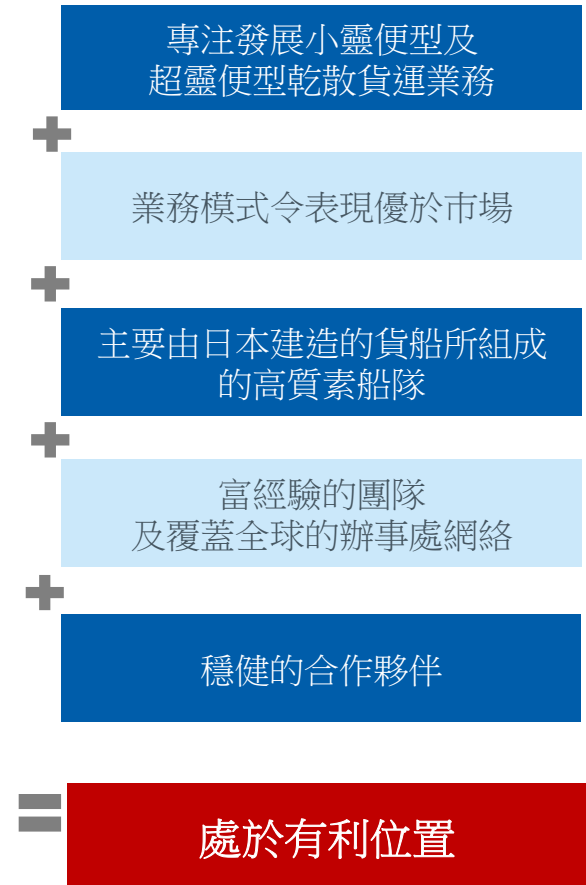 專注發展小靈便型及
超靈便型乾散貨運業務
業務模式令表現優於市場
主要由日本建造的貨船所組成
的高質素船隊
富經驗的團隊
及覆蓋全球的辦事處網絡
穩健的合作夥伴
處於有利位置